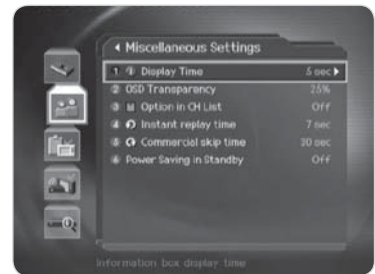 Miscellaneous Settings
1 Display Time 5 sec
2 OSD Transparency 25%
3 Option in CH List Off
4 Instant replay time 7 sec
5 Commercial skip time 20 sec
6 Power Saving in Standby Off
Information box display time